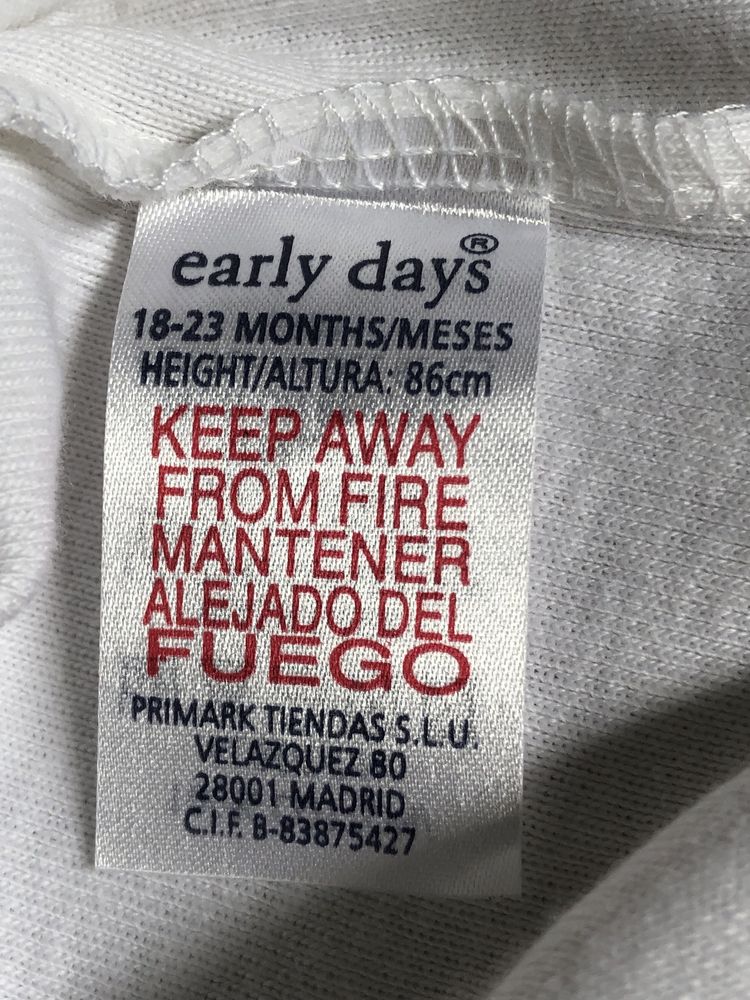 early days®
18-23 MONTHS/MESES
HEIGHT/ALTURA: 86cm
KEEP AWAY
FROM FIRE
MANTENER
ALEJADO DEL
FUEGO
PRIMARK TIENDAS S.L.U.
VELAZQUEZ 80
28001 MADRID
C.I.F. B-83875427